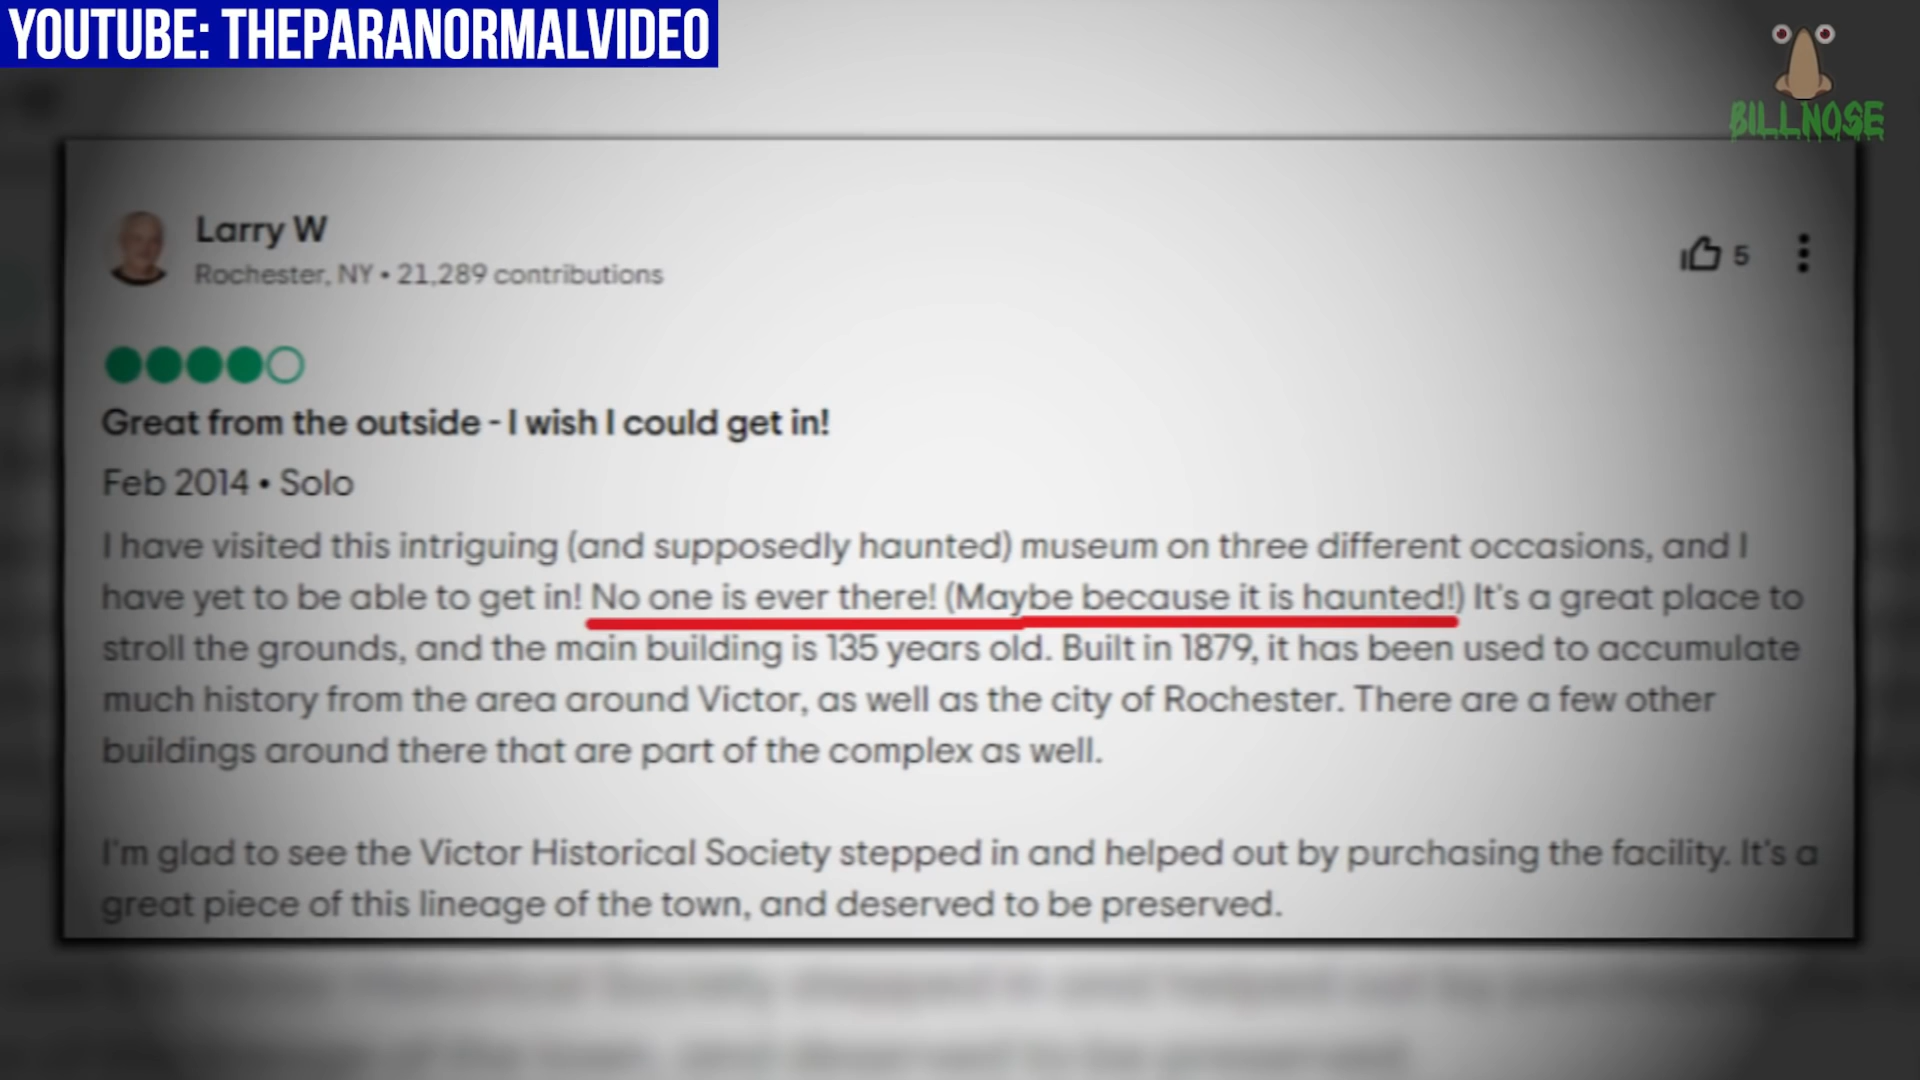 YOUTUBE: THEPARANORMALVIDEO
BILLNOSE
Larry W
Rochester, NY • 21,289 contributions
5
Great from the outside - I wish I could get in!
Feb 2014 • Solo
I have visited this intriguing (and supposedly haunted) museum on three different occasions, and I
have yet to be able to get in! No one is ever there! (Maybe because it is haunted!) It's a great place to
stroll the grounds, and the main building is 135 years old. Built in 1879, it has been used to accumulate
much history from the area around Victor, as well as the city of Rochester. There are a few other
buildings around there that are part of the complex as well.
I'm glad to see the Victor Historical Society stepped in and helped out by purchasing the facility. It's a
great piece of this lineage of the town, and deserved to be preserved.